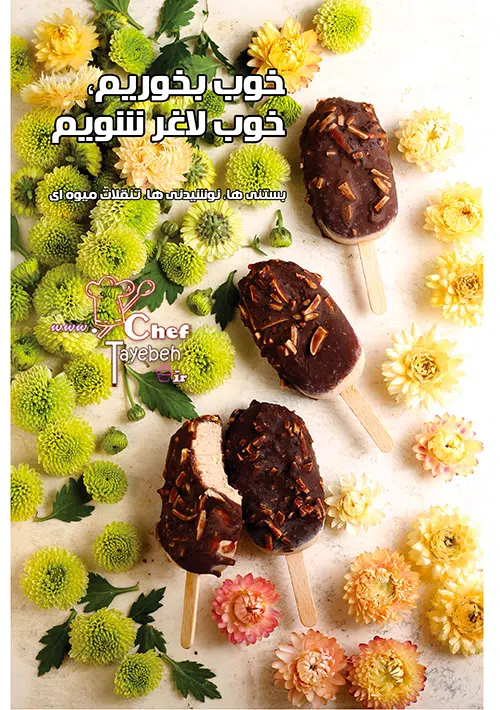 خوب بخوریم،
خوب لاغر شویم
بستنی ها، نوشیدنی ها، تنقلات میوه ای
www.Chef
Tayebeh
.ir